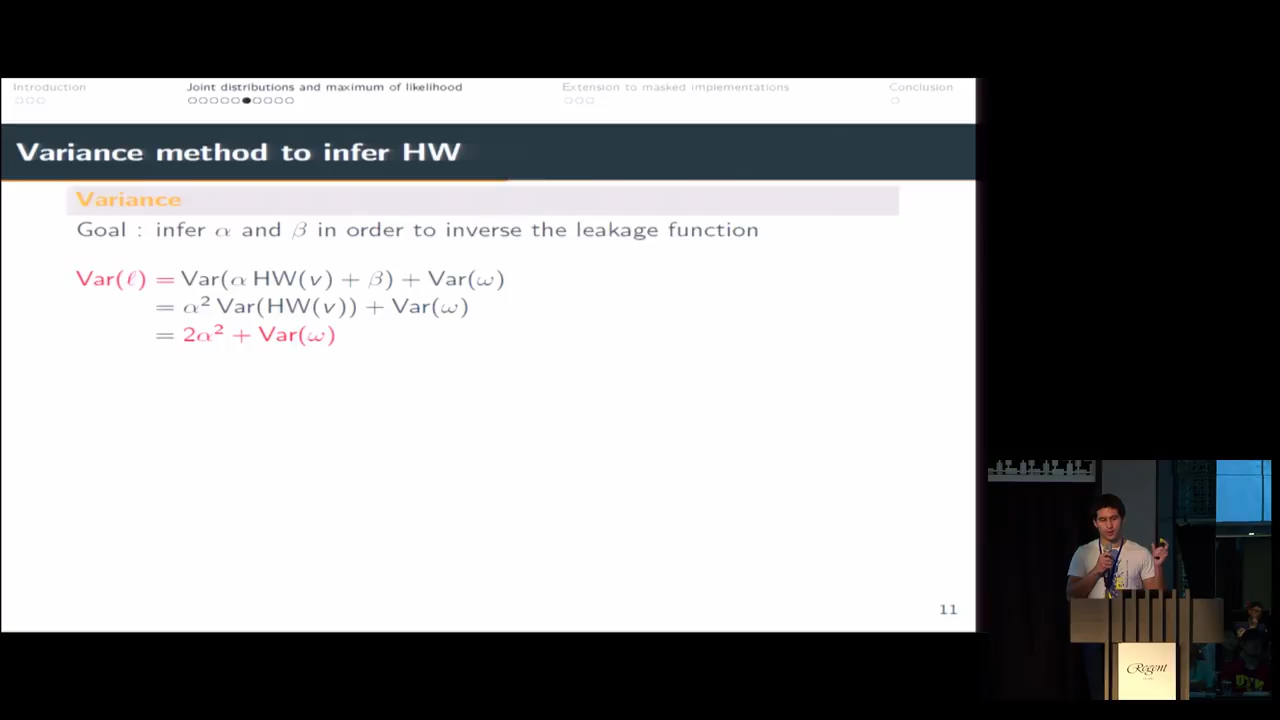 Introduction
Joint distributions and maximum of likelihood
Extension to masked implementations
Conclusion
Variance method to infer HW
Variance
Goal : infer α and β in order to inverse the leakage function
Var(ℓ) = Var(α HW(v) + β) + Var(ω)
= α² Var(HW(v)) + Var(ω)
= 2α² + Var(ω)
11
Regent